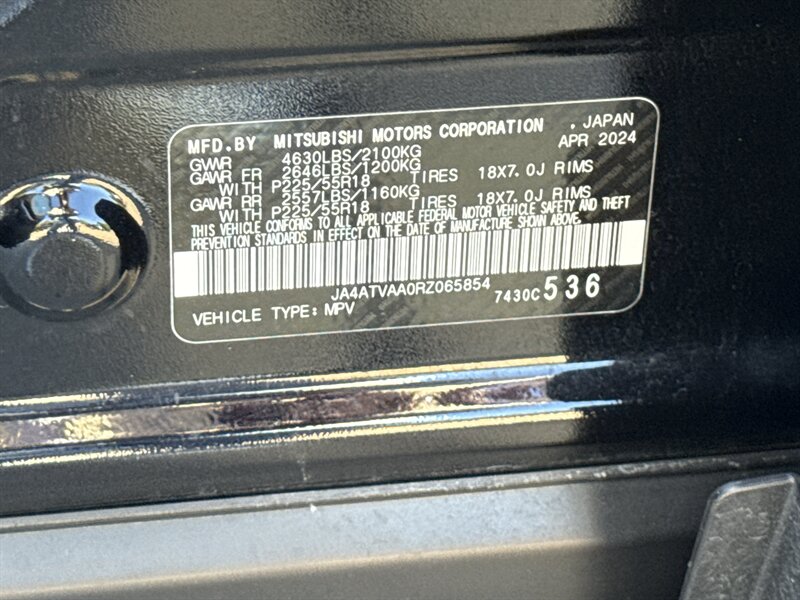 MFD.BY MITSUBISHI MOTORS CORPORATION , JAPAN
APR 2024
GVWR 4630LBS/2100KG
GAWR FR 2646LBS/1200KG
WITH P225/55R18 TIRES 18X7.0J RIMS
GAWR RR 2557LBS/1160KG
WITH P225/55R18 TIRES 18X7.0J RIMS
THIS VEHICLE CONFORMS TO ALL APPLICABLE FEDERAL MOTOR VEHICLE SAFETY AND THEFT
PREVENTION STANDARDS IN EFFECT ON THE DATE OF MANUFACTURE SHOWN ABOVE.
JA4ATVAA0RZ065854
VEHICLE TYPE: MPV 7430C 536